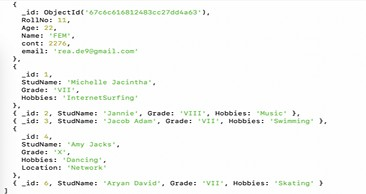 {
_id: ObjectId('67c6c616812483cc27dd4a63'),
RollNo: 11,
Age: 22,
Name: "FEM",
cont: 2276,
email: 'rea.de9@gmail.com'
},
{
_id: 1,
StudName: 'Michelle Jacintha',
Grade: 'VII',
Hobbies: 'InternetSurfing'
},
{ _id: 2, StudName: 'Jannie', Grade: 'VIII', Hobbies: 'Music' },
{ _id: 3, StudName: 'Jacob Adam', Grade: 'VII', Hobbies: 'Swimming' },
{
_id: 4,
StudName: 'Amy Jacks',
Grade: 'X',
Hobbies: 'Dancing',
Location: 'Network'
},
{ _id: 6, StudName: 'Aryan David', Grade: 'VII', Hobbies: 'Skating' }
]